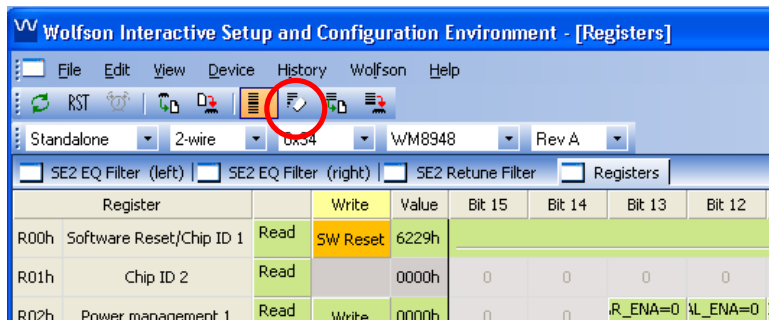 Wolfson Interactive Setup and Configuration Environment - [Registers]
File Edit View Device History Wolfson Help
RST
Standalone 2-wire 0x34 WM8948 Rev A
SE2 EQ Filter (left) SE2 EQ Filter (right) SE2 Retune Filter Registers
Register Write Value Bit 15 Bit 14 Bit 13 Bit 12
R00h Software Reset/Chip ID 1 Read SW Reset 6229h
R01h Chip ID 2 Read 0000h 0 0 0 0
R02h Power management 1 Read Write 0000h 0 0 R_ENA=0 AL_ENA=0